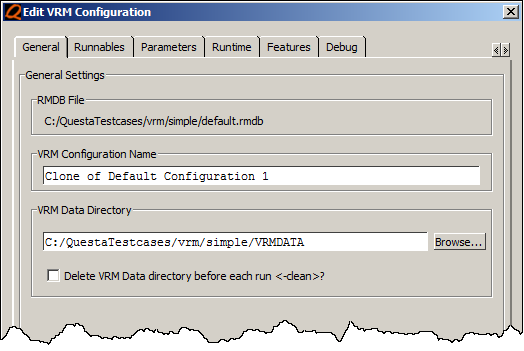 Edit VRM Configuration
General Runnables Parameters Runtime Features Debug
General Settings
RMDB File
C:/QuestaTestcases/vrm/simple/default.rmdb
VRM Configuration Name
Clone of Default Configuration 1
VRM Data Directory
C:/QuestaTestcases/vrm/simple/VRMDATA Browse...
Delete VRM Data directory before each run <-clean>?